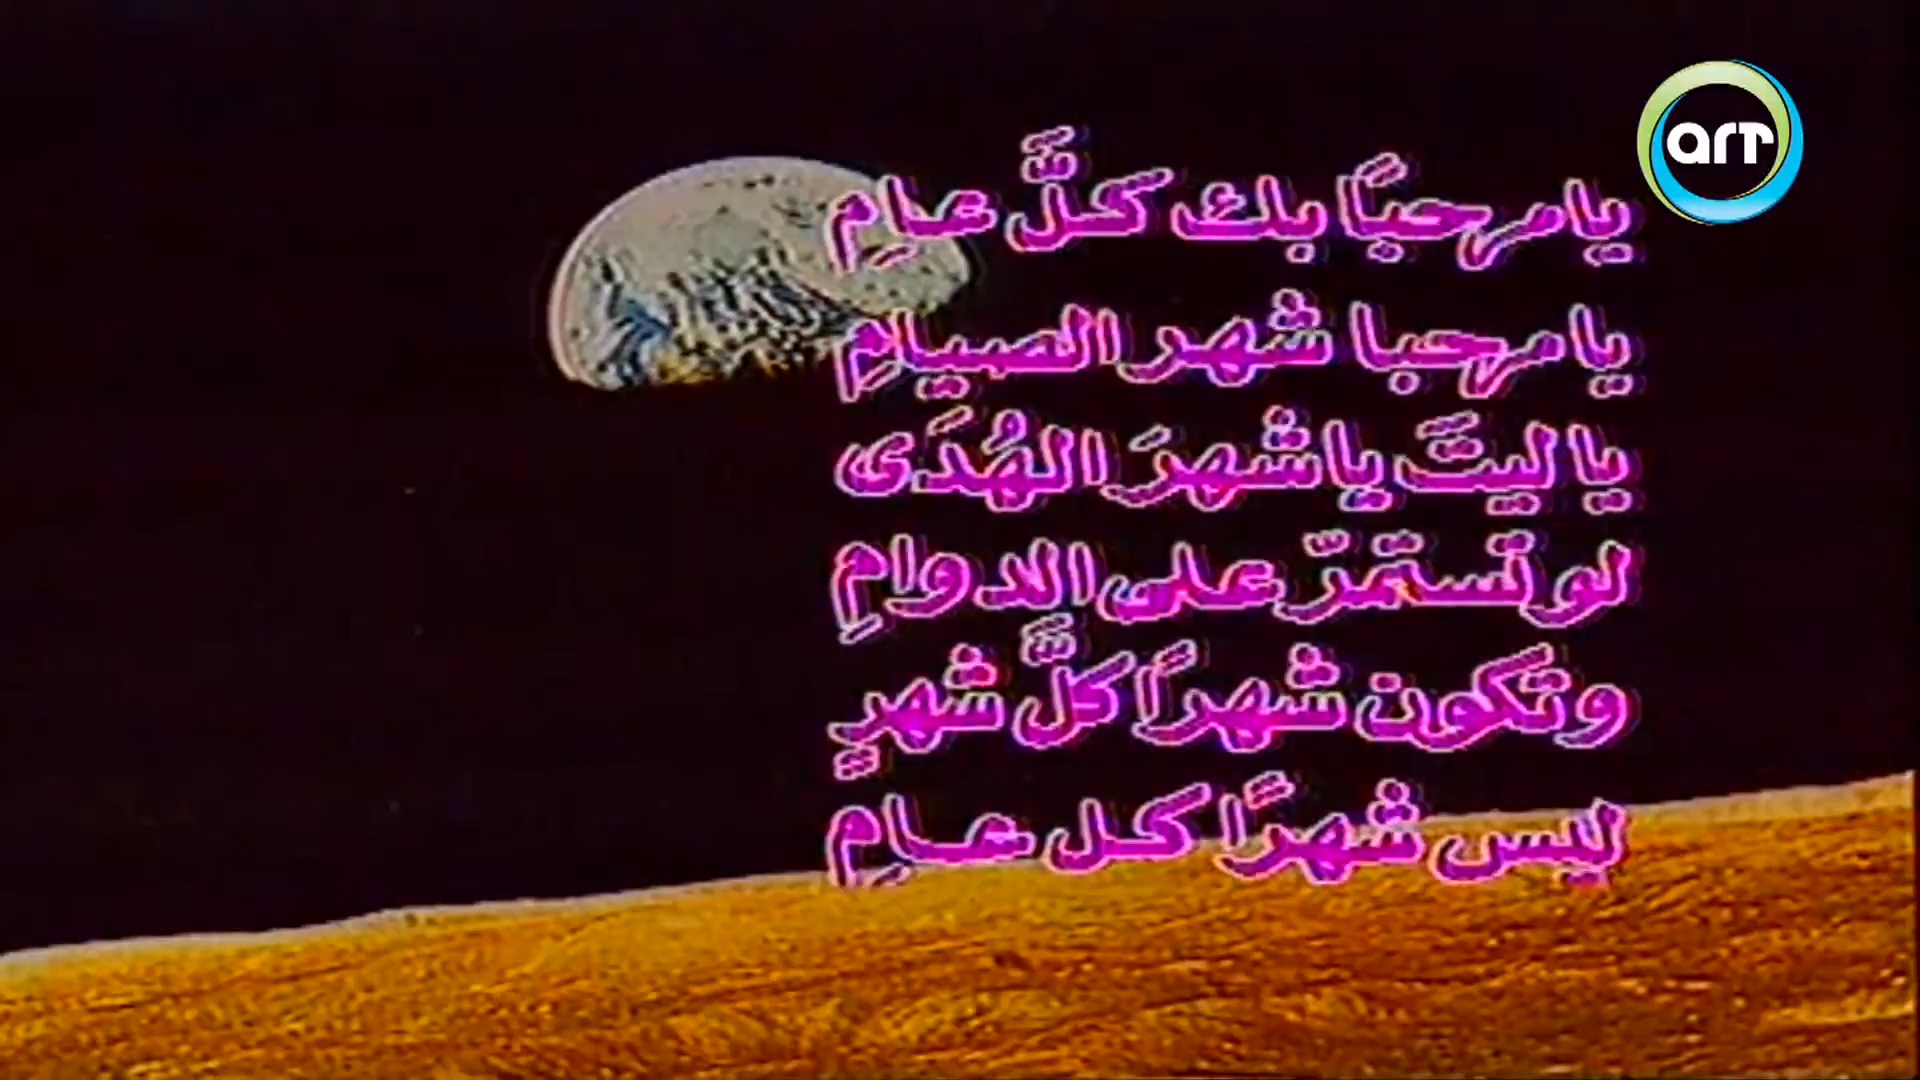 art
يا مرحبًا بك كلَّ عامِ
يا مرحبا شهر الصيامِ
يا ليتَ يا شهرَ الهُدَى
لو تستمرّ على الدوامِ
وتكون شهرًا كلَّ شهرٍ
ليس شهرًا كل عامِ